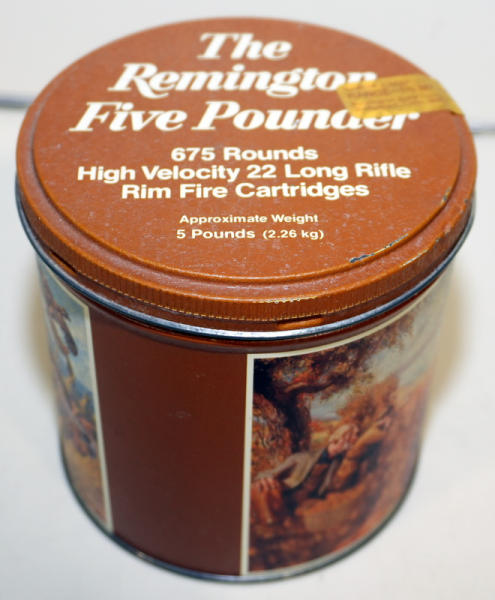 The
Remington
Five Pounder
675 Rounds
High Velocity 22 Long Rifle
Rim Fire Cartridges
Approximate Weight
5 Pounds (2.26 kg)